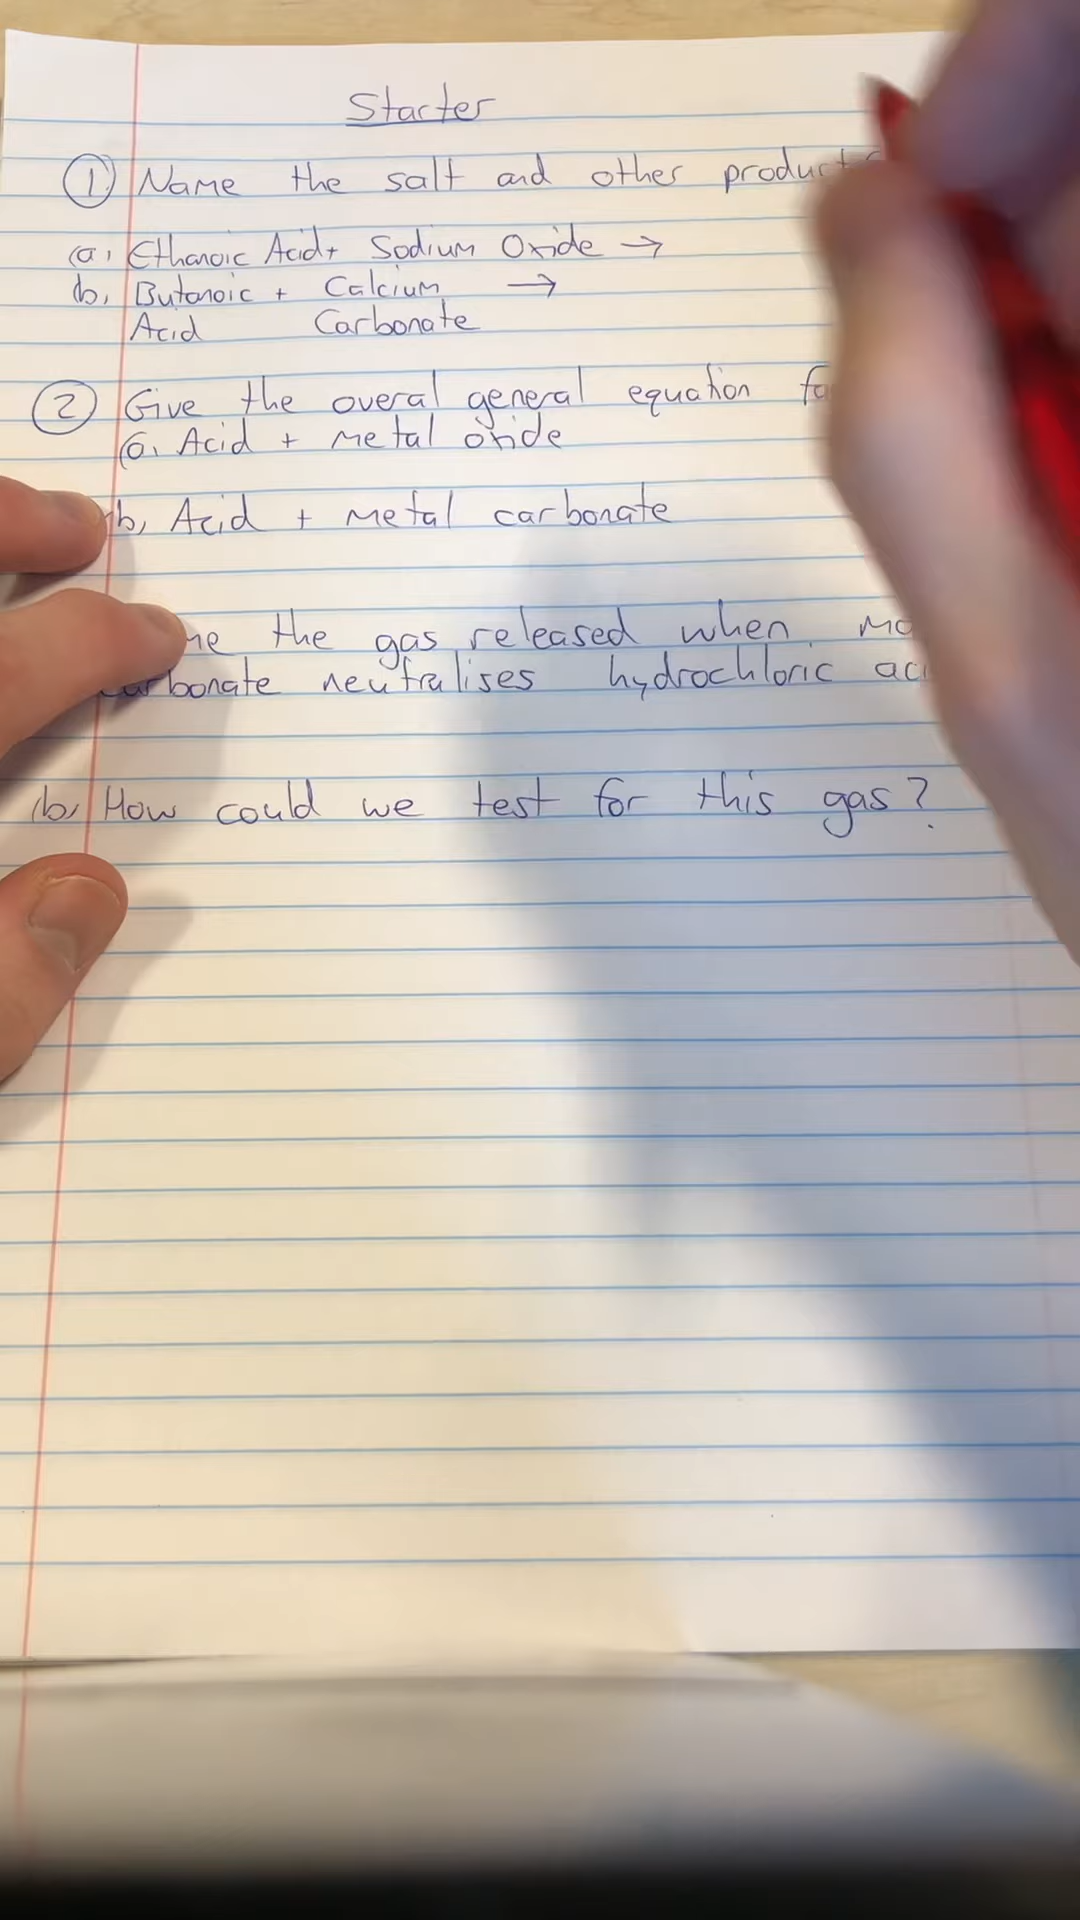 Starter
1 Name the salt and other products
(a) Ethanoic Acid + Sodium Oxide →
(b) Butanoic + Calcium →
Acid Carbonate
2 Give the overal general equation
(a) Acid + Metal oxide
(b) Acid + Metal carbonate
the gas released when
carbonate neutralises hydrochloric
(b) How could we test for this gas?